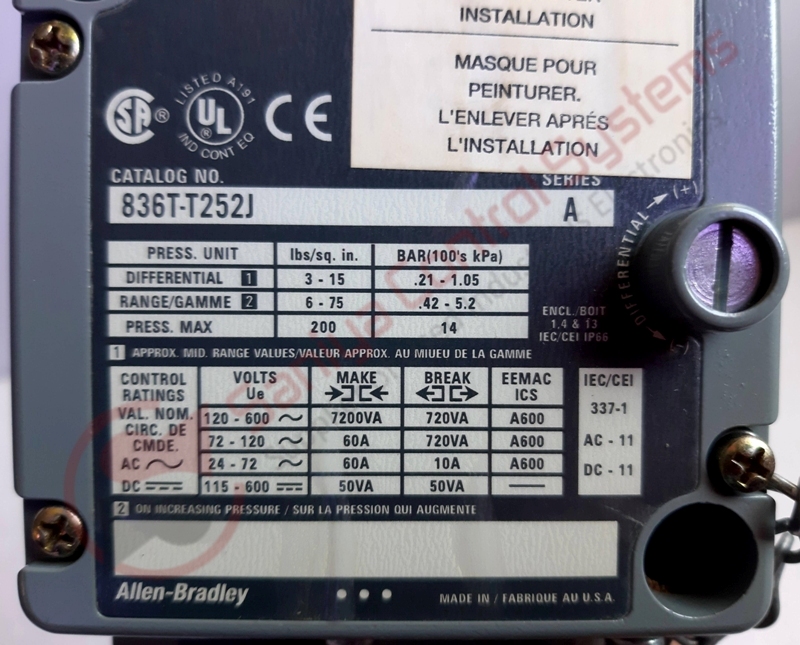 INSTALLATION
MASQUE POUR
PEINTURER.
L'ENLEVER APRÉS
L'INSTALLATION
LISTED A191
SA ®
UL ®
CE
IND CONT EQ
CATALOG NO. SERIES
836T-T252J A
PRESS. UNIT lbs/sq. in. BAR(100's kPa)
DIFFERENTIAL 1 3 - 15 .21 - 1.05
RANGE/GAMME 2 6 - 75 .42 - 5.2
PRESS. MAX 200 14
ENCL./BOIT
1.4 & 13
IEC/CEI IP66
(+)
DIFFERENTIAL
(-)
1 APPROX. MID. RANGE VALUES/VALEUR APPROX. AU MIUEU DE LA GAMME
CONTROL RATINGS VOLTS Ue MAKE BREAK EEMAC ICS IEC/CEI
VAL. NOM. CIRC. DE CMDE. 337-1
120 - 600 ~ 7200VA 720VA A600
72 - 120 ~ 60A 720VA A600 AC - 11
AC ~ 24 - 72 ~ 60A 10A A600 DC - 11
DC 115 - 600 50VA 50VA —
2 ON INCREASING PRESSURE / SUR LA PRESSION QUI AUGMENTE
Allen-Bradley MADE IN / FABRIQUE AU U.S.A.
Saniya Control Systems